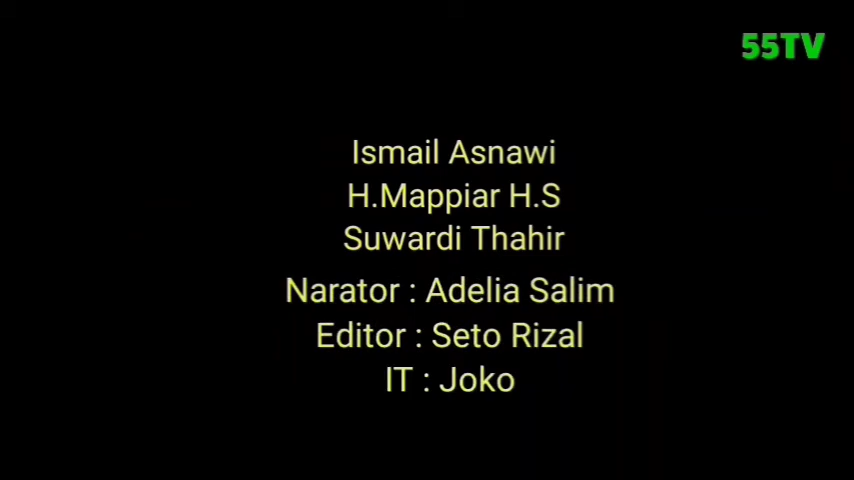 55TV
Ismail Asnawi
H.Mappiar H.S
Suwardi Thahir
Narator : Adelia Salim
Editor : Seto Rizal
IT : Joko